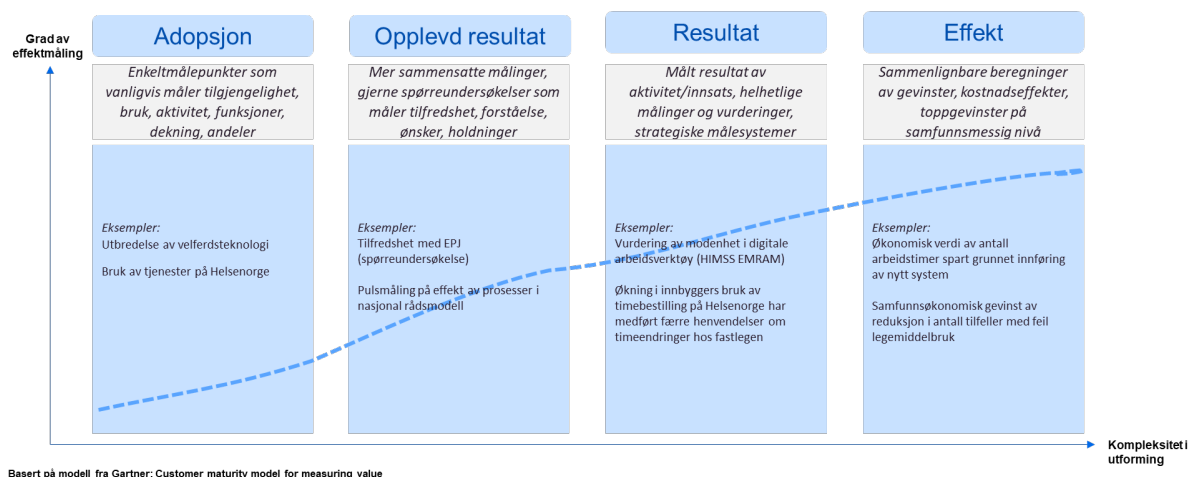 Grad av
effektmåling
Adopsjon
Enkeltmålepunkter som
vanligvis måler tilgjengelighet,
bruk, aktivitet, funksjoner,
dekning, andeler
Eksempler:
Utbredelse av velferdsteknologi
Bruk av tjenester på Helsenorge
Opplevd resultat
Mer sammensatte målinger,
gjerne spørreundersøkelser som
måler tilfredshet, forståelse,
ønsker, holdninger
Eksempler:
Tilfredshet med EPJ
(spørreundersøkelse)
Pulsmåling på effekt av prosesser i
nasjonal rådsmodell
Resultat
Målt resultat av
aktivitet/innsats, helhetlige
målinger og vurderinger,
strategiske målesystemer
Eksempler:
Vurdering av modenhet i digitale
arbeidsverktøy (HIMSS EMRAM)
Økning i innbyggers bruk av
timebestilling på Helsenorge har
medført færre henvendelser om
timeendringer hos fastlegen
Effekt
Sammenlignbare beregninger
av gevinster, kostnadseffekter,
toppgevinster på
samfunnsmessig nivå
Eksempler:
Økonomisk verdi av antall
arbeidstimer spart grunnet innføring
av nytt system
Samfunnsøkonomisk gevinst av
reduksjon i antall tilfeller med feil
legemiddelbruk
Kompleksitet i
utforming
Basert på modell fra Gartner: Customer maturity model for measuring value